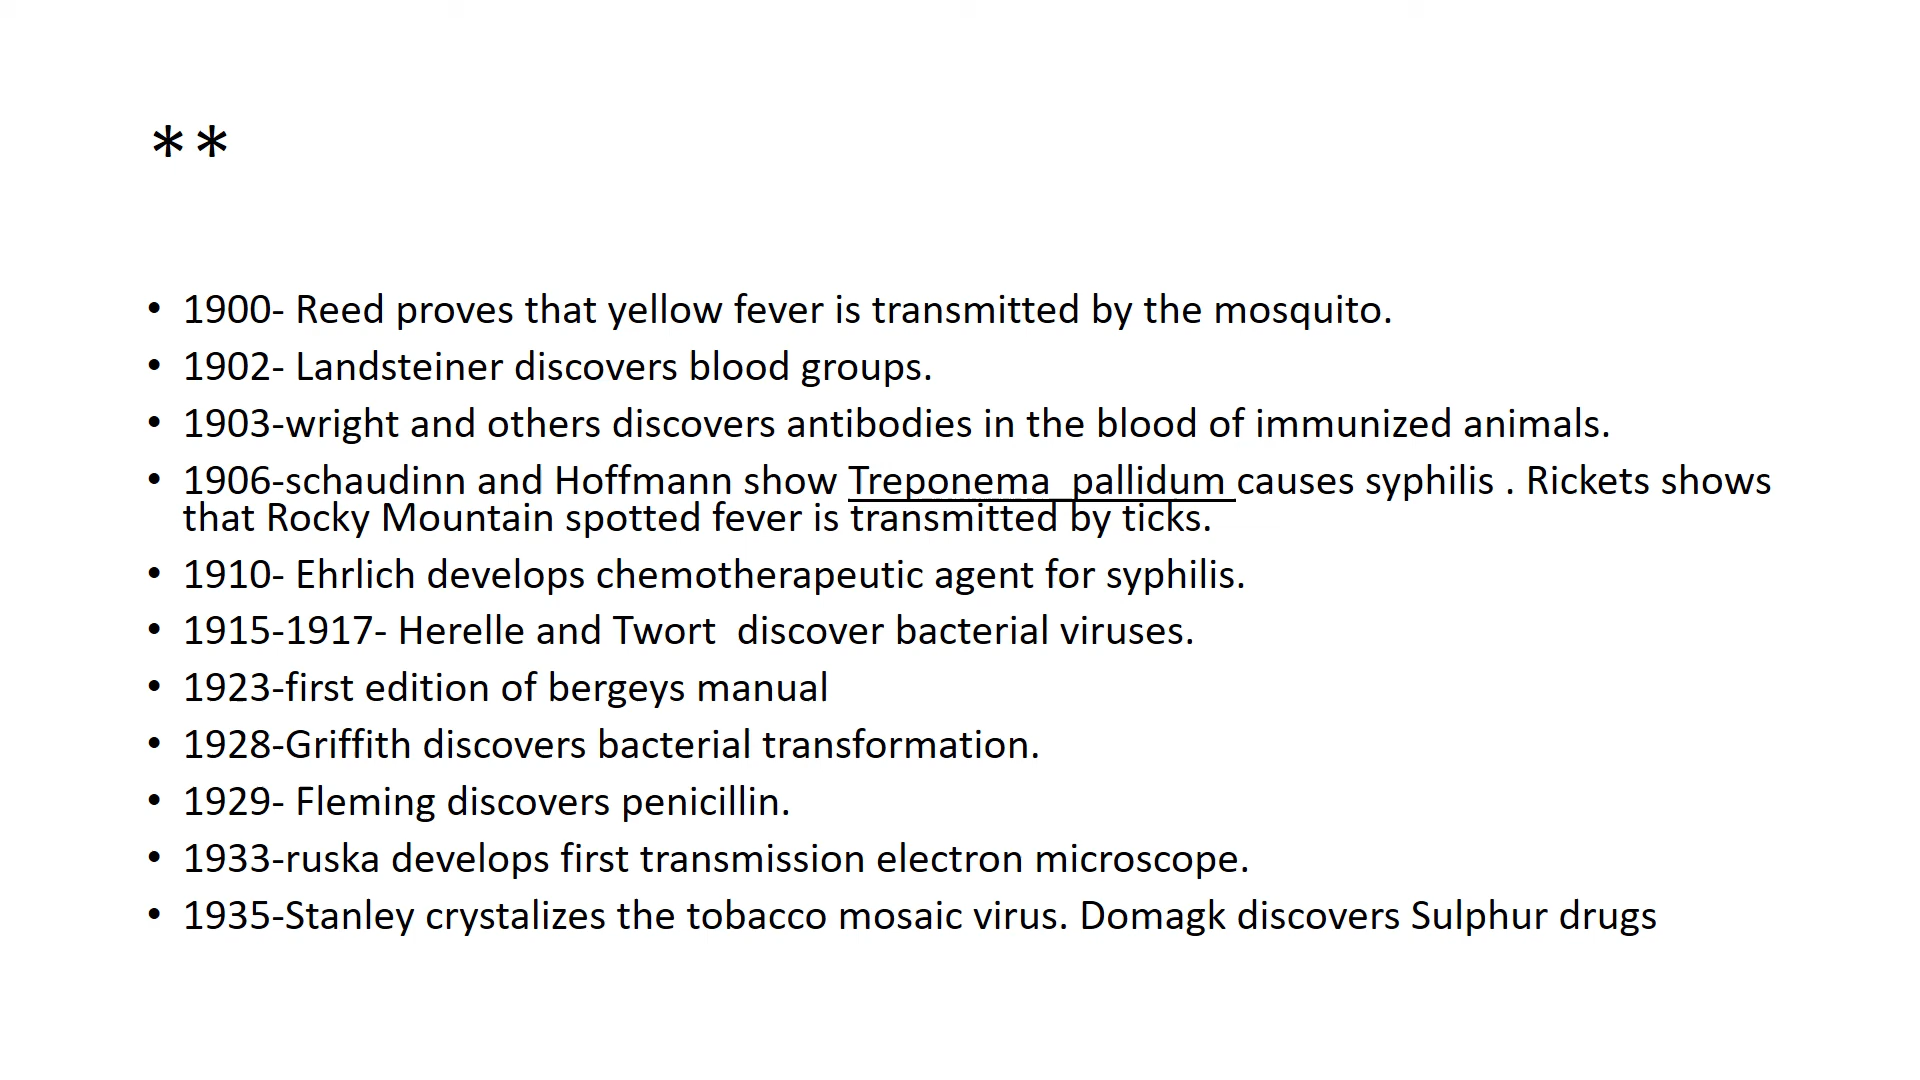 **
• 1900- Reed proves that yellow fever is transmitted by the mosquito.
• 1902- Landsteiner discovers blood groups.
• 1903-wright and others discovers antibodies in the blood of immunized animals.
• 1906-schaudinn and Hoffmann show Treponema  pallidum causes syphilis . Rickets shows
that Rocky Mountain spotted fever is transmitted by ticks.
• 1910- Ehrlich develops chemotherapeutic agent for syphilis.
• 1915-1917- Herelle and Twort  discover bacterial viruses.
• 1923-first edition of bergeys manual
• 1928-Griffith discovers bacterial transformation.
• 1929- Fleming discovers penicillin.
• 1933-ruska develops first transmission electron microscope.
• 1935-Stanley crystalizes the tobacco mosaic virus. Domagk discovers Sulphur drugs